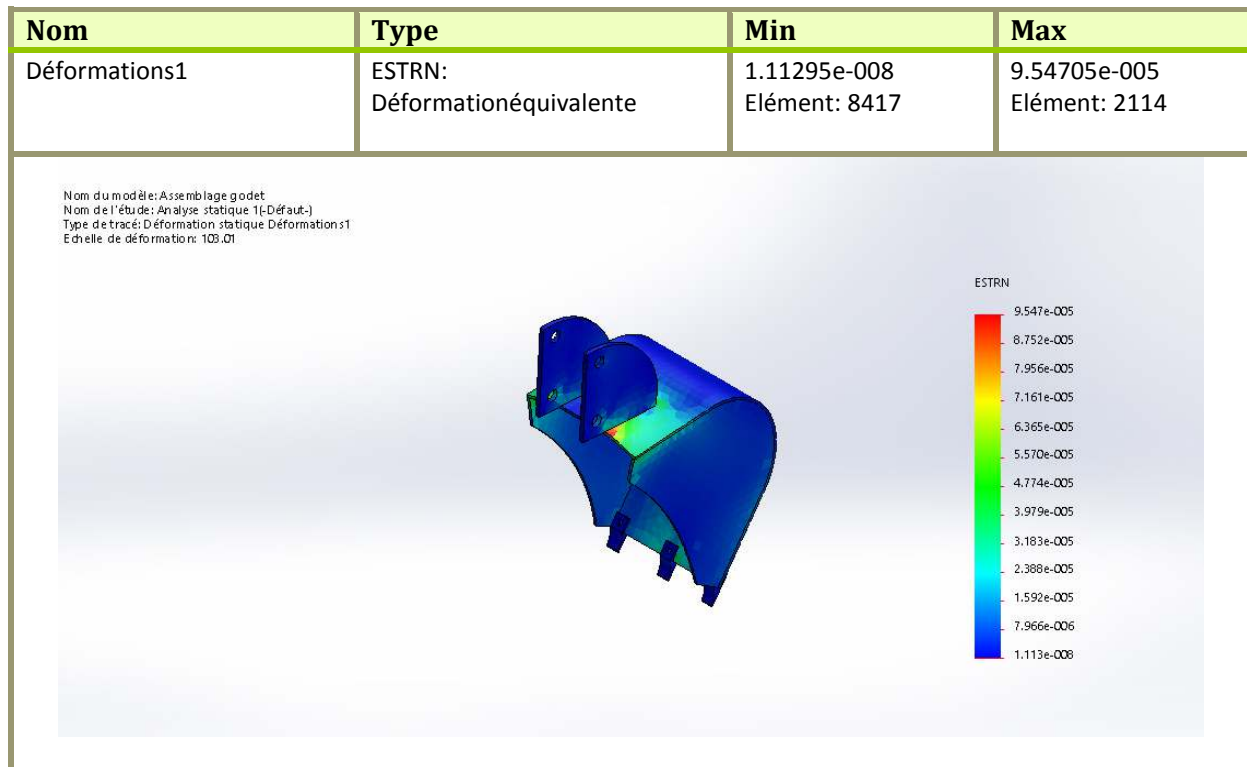 Nom Type Min Max
Déformations1 ESTRN: 1.11295e-008 9.54705e-005
Déformationéquivalente Elément: 8417 Elément: 2114
Nom du modèle: Assemblage godet
Nom de l'étude: Analyse statique 1(-Défaut-)
Type de tracé: Déformation statique Déformations1
Echelle de déformation: 103.01
ESTRN
9.547e-005
8.752e-005
7.956e-005
7.161e-005
6.365e-005
5.570e-005
4.774e-005
3.979e-005
3.183e-005
2.388e-005
1.592e-005
7.966e-006
1.113e-008